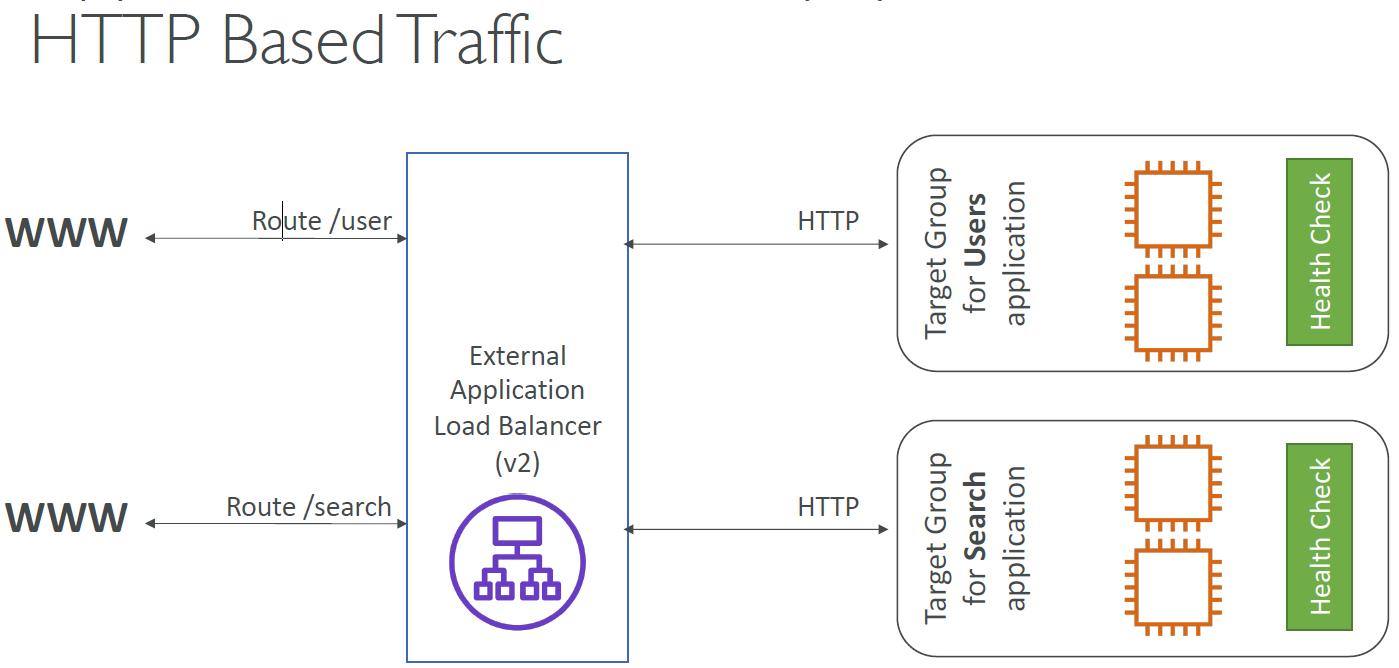 HTTP Based Traffic
WWW
Route /user
HTTP
Target Group
for Users
application
Health Check
External
Application
Load Balancer
(v2)
WWW
Route /search
HTTP
Target Group
for Search
application
Health Check